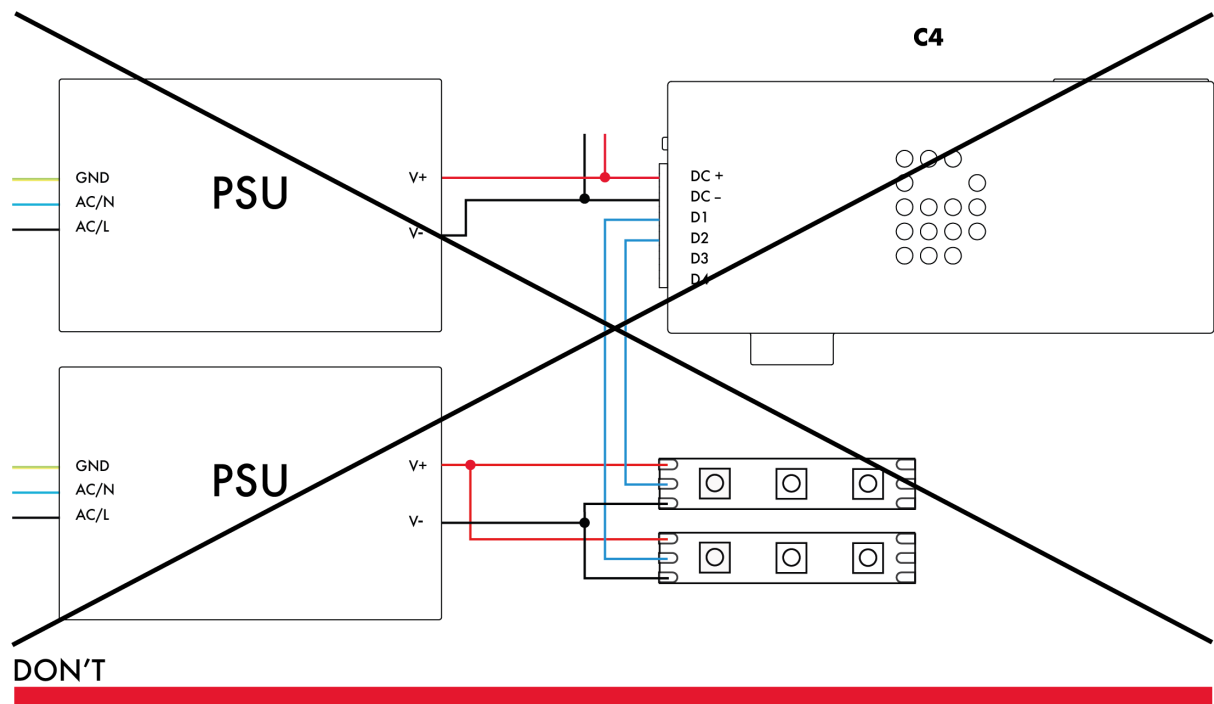 C4
GND
AC/N
AC/L
PSU
V+
V-
DC +
DC –
D1
D2
D3
D4
GND
AC/N
AC/L
PSU
V+
V-
DON'T